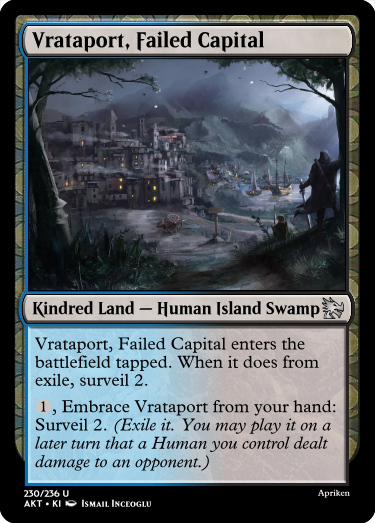 Vrataport, Failed Capital
Kindred Land — Human Island Swamp
Vrataport, Failed Capital enters the
battlefield tapped. When it does from
exile, surveil 2.
1, Embrace Vrataport from your hand:
Surveil 2. (Exile it. You may play it on a
later turn that a Human you control dealt
damage to an opponent.)
230/236 U
Apriken
AKT • KI Ismail Inceoglu